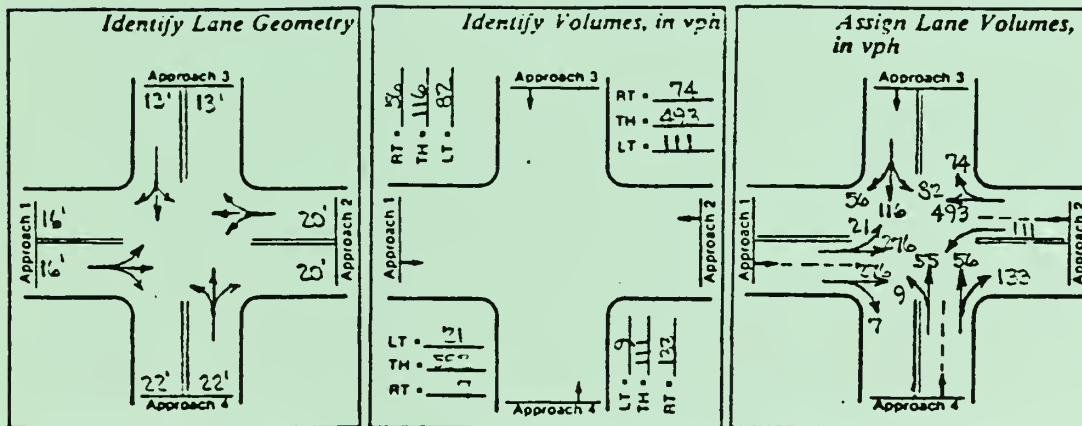 Identify Lane Geometry
Approach 3
13' 13'
Approach 1
16'
16'
20'
20'
Approach 2
22' 22'
Approach 4
Identify Volumes, in vph
Approach 3
RT = 56
TH = 116
LT = 82
RT = 74
TH = 493
LT = 111
Approach 1
Approach 2
LT = 21
TH =
RT =
LT = 9
TH = 111
RT = 133
Approach 4
Assign Lane Volumes,
in vph
Approach 3
74
56 116 82
493
111
Approach 1
Approach 2
21
276
55 56
133
9
7
Approach 4